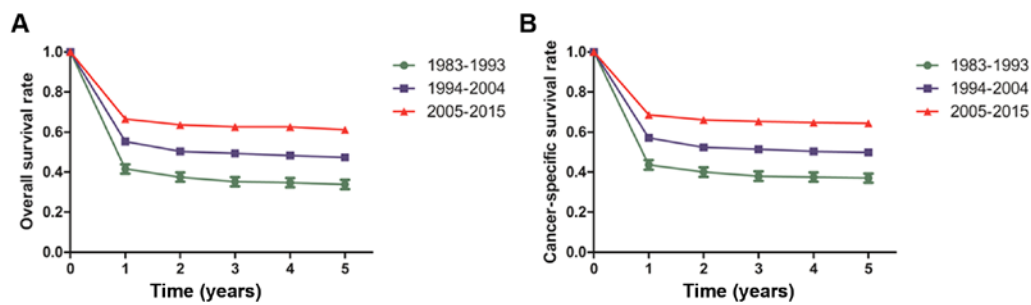 A
Overall survival rate
1.0
0.8
0.6
0.4
0.2
0.0
0 1 2 3 4 5
Time (years)
1983-1993
1994-2004
2005-2015
B
Cancer-specific survival rate
1.0
0.8
0.6
0.4
0.2
0.0
0 1 2 3 4 5
Time (years)
1983-1993
1994-2004
2005-2015